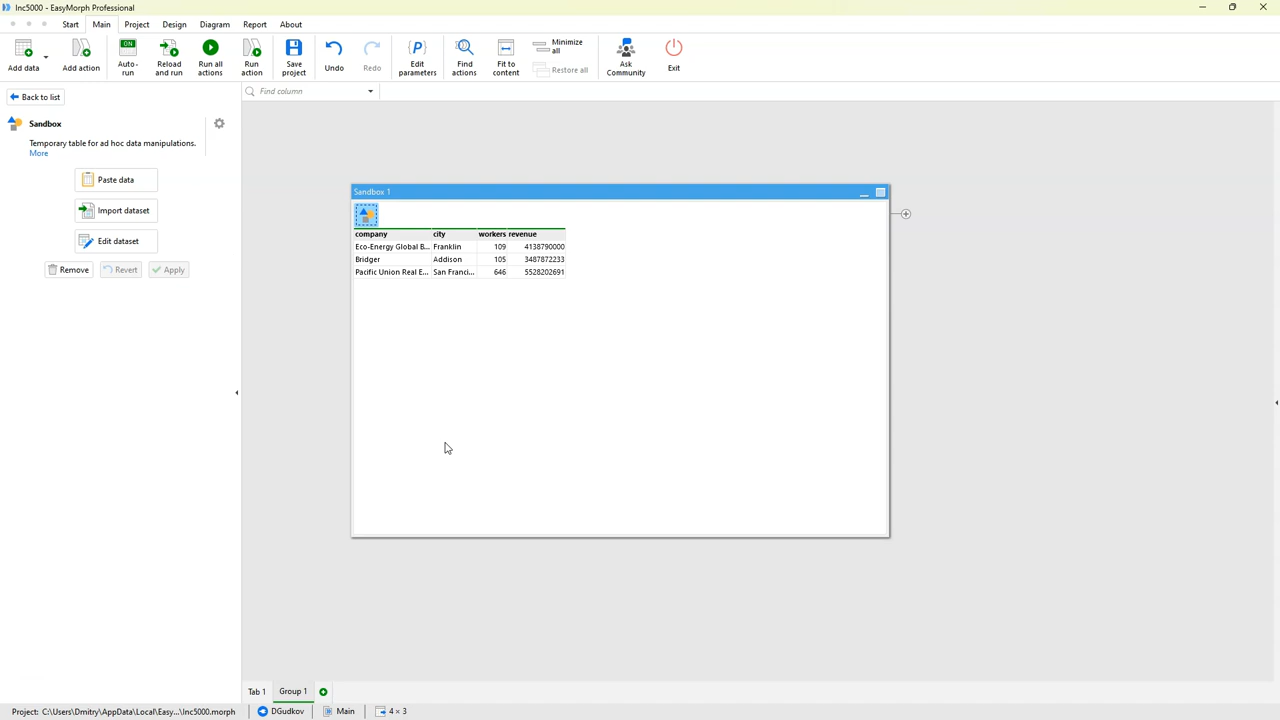 Inc5000 - EasyMorph Professional
Start Main Project Design Diagram Report About
Add data
Add action
ON
Auto-
run
Reload
and run
Run all
actions
Run
action
Save
project
Undo
Redo
{P}
Edit
parameters
Find
actions
Fit to
content
Minimize
all
Restore all
Ask
Community
Exit
Back to list
Find column
Sandbox
Temporary table for ad hoc data manipulations.
More
Paste data
Import dataset
Edit dataset
Remove Revert Apply
Sandbox 1
company city workers revenue
Eco-Energy Global B... Franklin 109 4138790000
Bridger Addison 105 3487872233
Pacific Union Real E... San Franci... 646 5528202691
Tab 1 Group 1
Project: C:\Users\Dmitry\AppData\Local\Easy...\Inc5000.morph DGudkov Main 4 × 3